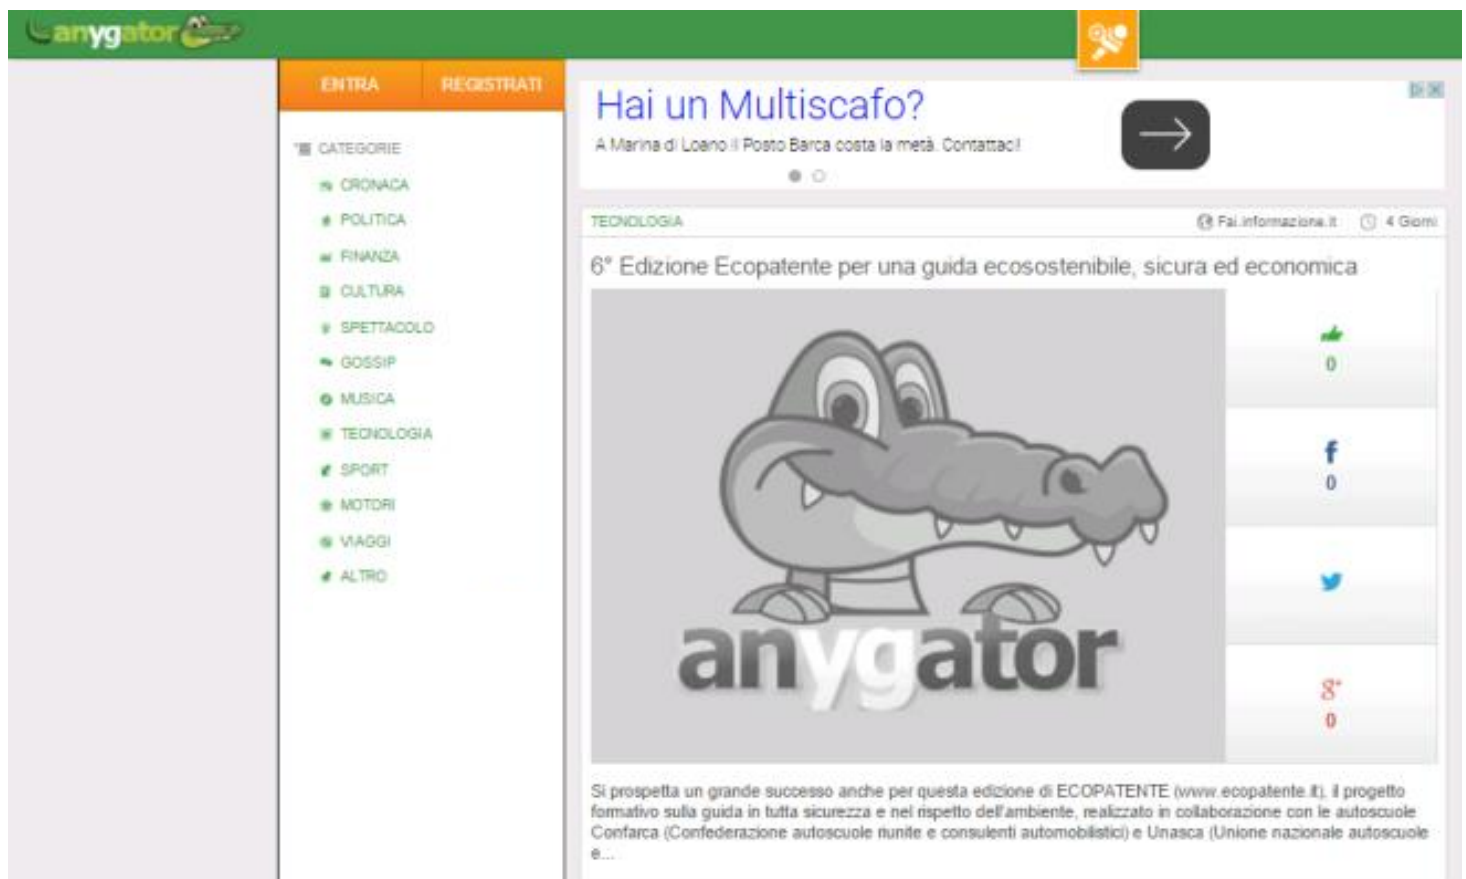 anygator
ENTRA REGISTRATI
CATEGORIE
CRONACA
POLITICA
FINANZA
CULTURA
SPETTACOLO
GOSSIP
MUSICA
TECNOLOGIA
SPORT
MOTORI
VIAGGI
ALTRO
Hai un Multiscafo?
A Marina di Loano Il Posto Barca costa la metà. Contattaci!
TECNOLOGIA Fai.informazione.it 4 Giorni
6° Edizione Ecopatente per una guida ecosostenibile, sicura ed economica
0
f
0
g+
0
anygator
Si prospetta un grande successo anche per questa edizione di ECOPATENTE (www.ecopatente.it), il progetto
formativo sulla guida in tutta sicurezza e nel rispetto dell'ambiente, realizzato in collaborazione con le autoscuole
Confarca (Confederazione autoscuole riunite e consulenti automobilistici) e Unasca (Unione nazionale autoscuole
e...